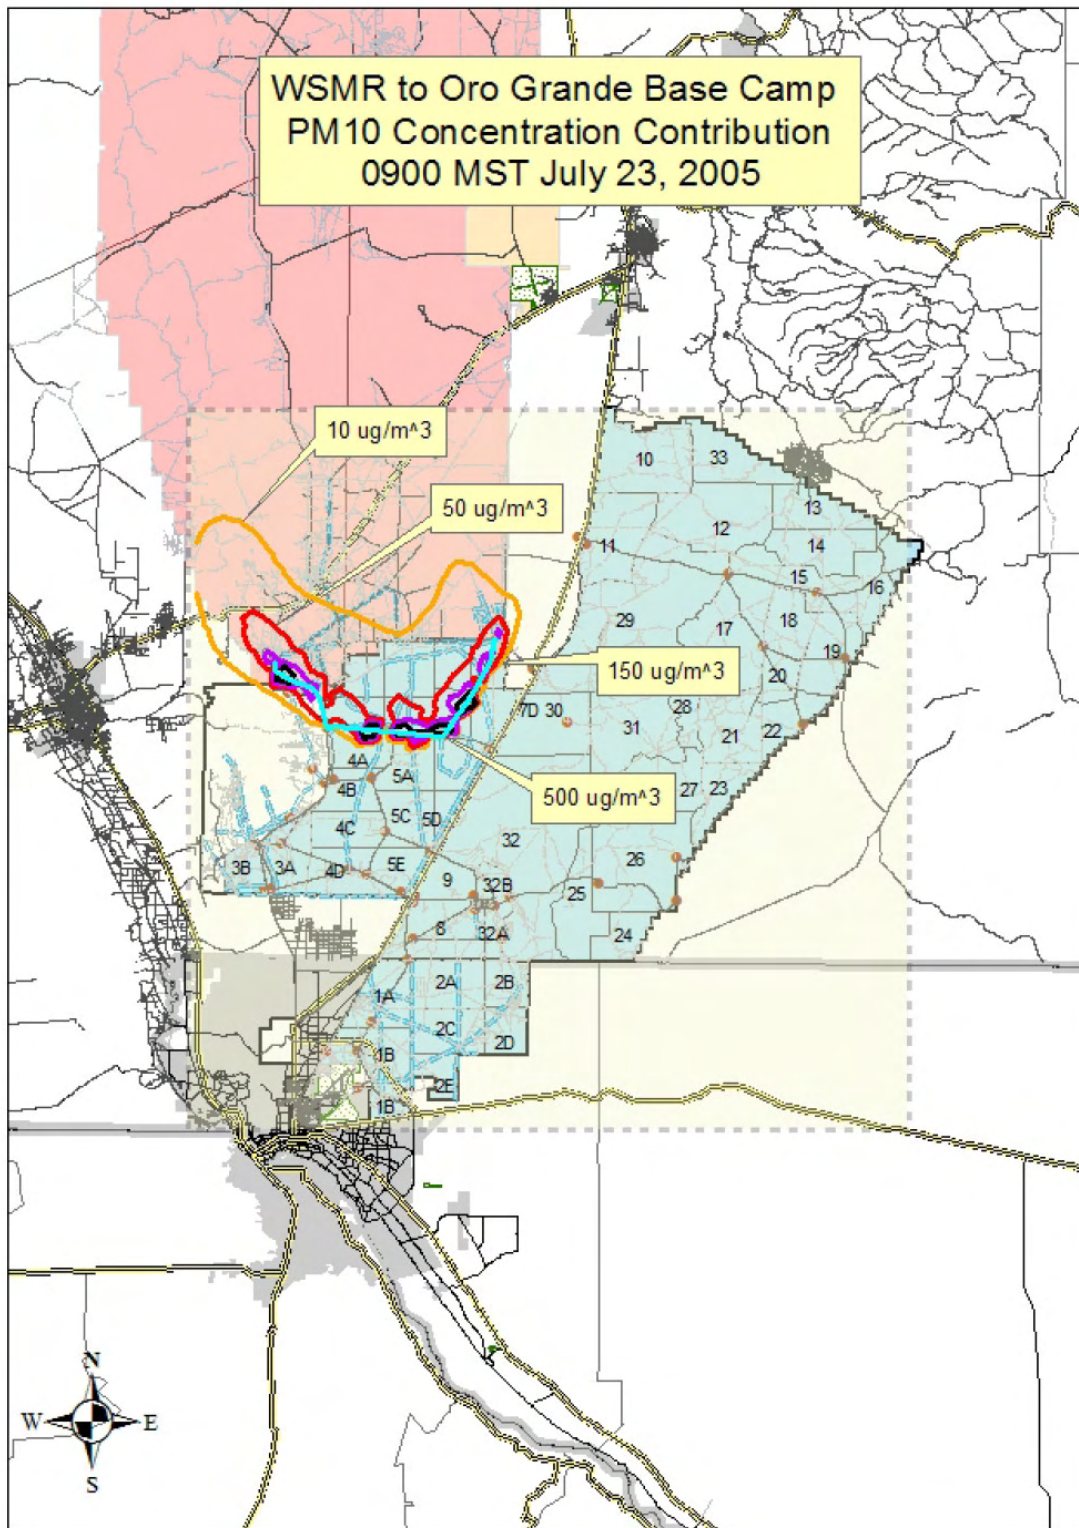 WSMR to Oro Grande Base Camp
PM10 Concentration Contribution
0900 MST July 23, 2005
10 ug/m^3
50 ug/m^3
150 ug/m^3
500 ug/m^3
10
33
13
12
14
11
15
16
29
17
18
19
20
7D
30
28
31
21
22
4A
5A
27
23
4B
5C
5D
4C
32
26
3B
3A
4D
5E
9
32B
25
8
32A
24
2A
2B
1A
2C
2D
1B
2E
1B
N
W
E
S